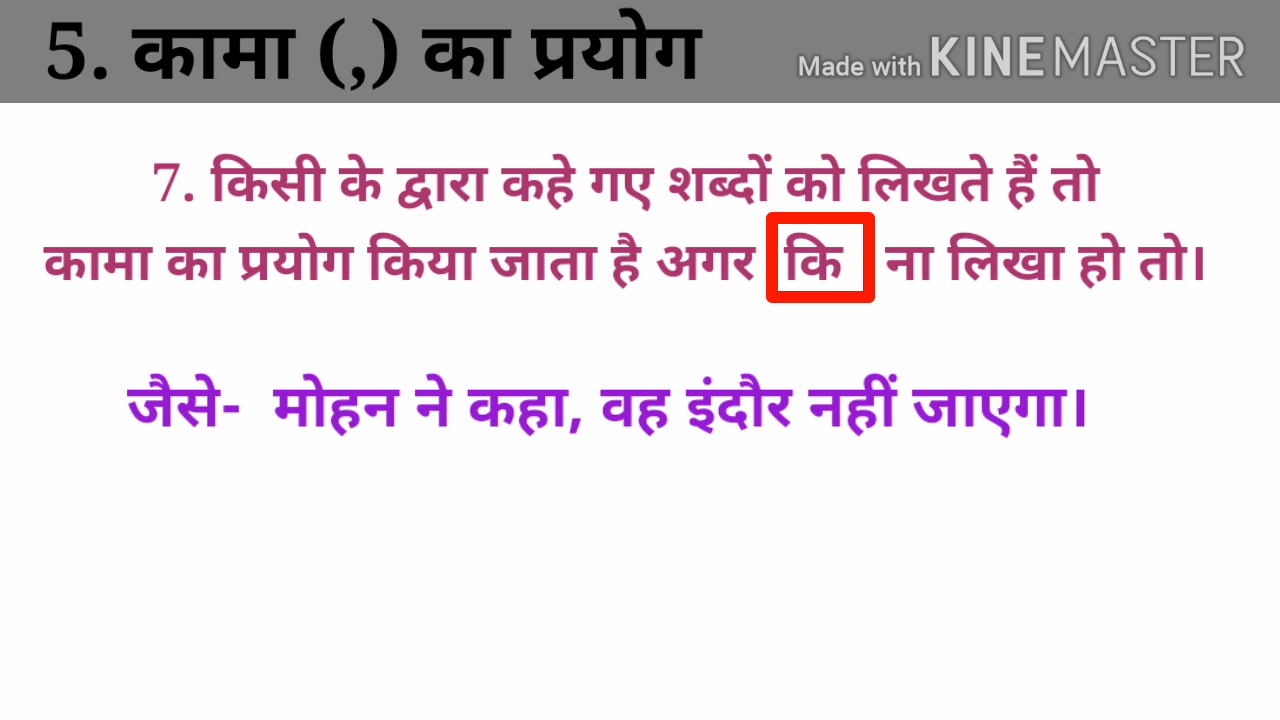 5. कामा (,) का प्रयोग
Made with KINEMASTER
7. किसी के द्वारा कहे गए शब्दों को लिखते हैं तो
कामा का प्रयोग किया जाता है अगर कि ना लिखा हो तो।
जैसे- मोहन ने कहा, वह इंदौर नहीं जाएगा।